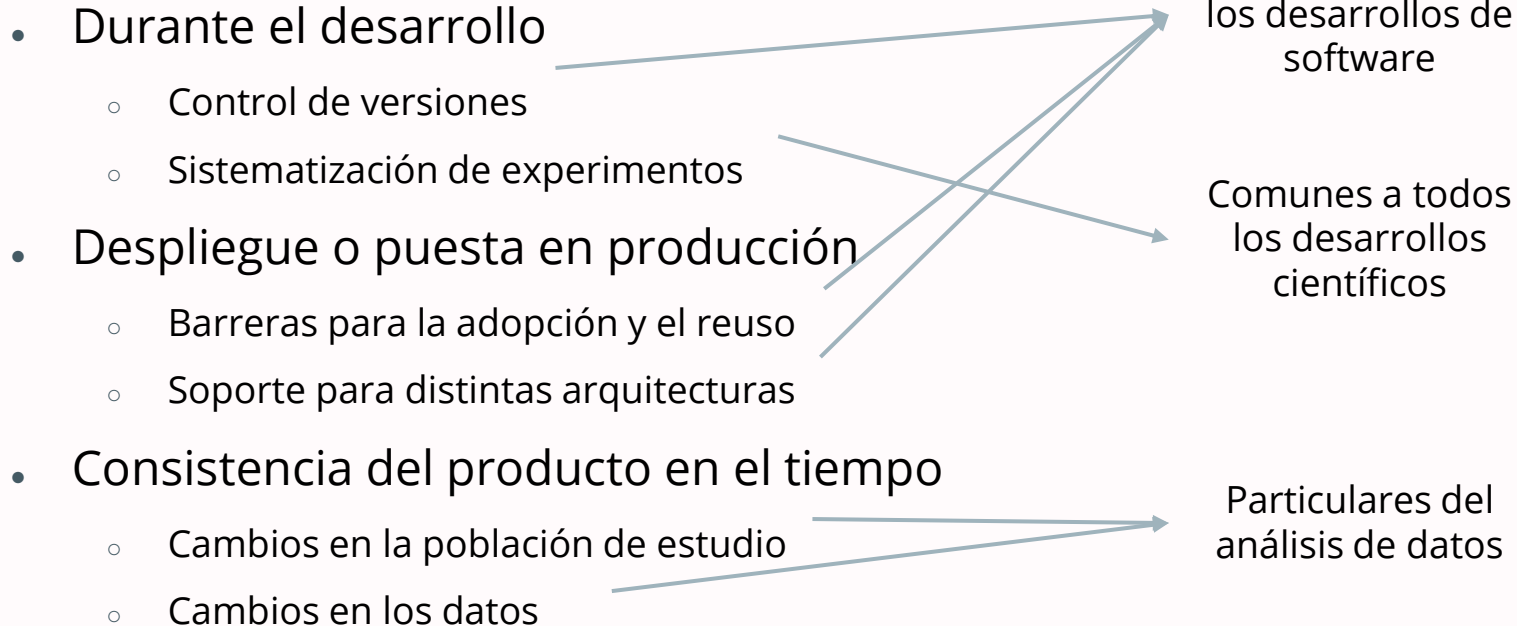 Durante el desarrollo
Control de versiones
Sistematización de experimentos
Despliegue o puesta en producción
Barreras para la adopción y el reuso
Soporte para distintas arquitecturas
Consistencia del producto en el tiempo
Cambios en la población de estudio
Cambios en los datos
los desarrollos de
software
Comunes a todos
los desarrollos
científicos
Particulares del
análisis de datos